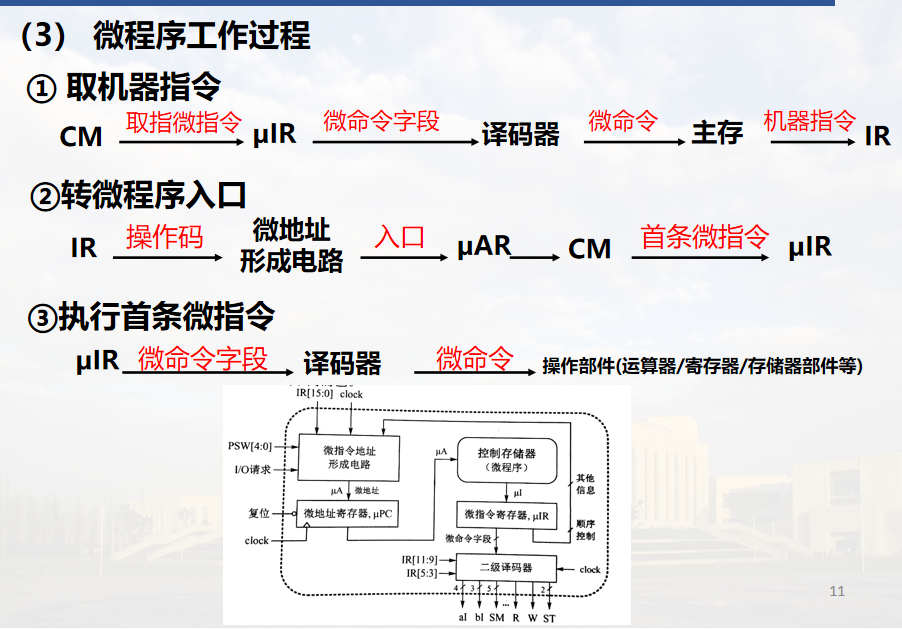 （3） 微程序工作过程
① 取机器指令
CM 取指微指令 μIR 微命令字段 译码器 微命令 主存 机器指令 IR
②转微程序入口
IR 操作码 微地址形成电路 入口 μAR CM 首条微指令 μIR
③执行首条微指令
μIR 微命令字段 译码器 微命令 操作部件(运算器/寄存器/存储器部件等)
IR[15:0] clock
PSW[4:0]
I/O请求
微指令地址
形成电路
μA 微地址
复位
微地址寄存器, μPC
clock
μA
控制存储器
（微程序）
μI
微指令寄存器, μIR
其他
信息
顺序
控制
微命令字段
IR[11:9]
IR[5:3]
二级译码器
clock
4 3 5 2
aI bI SM ... R W ST
11